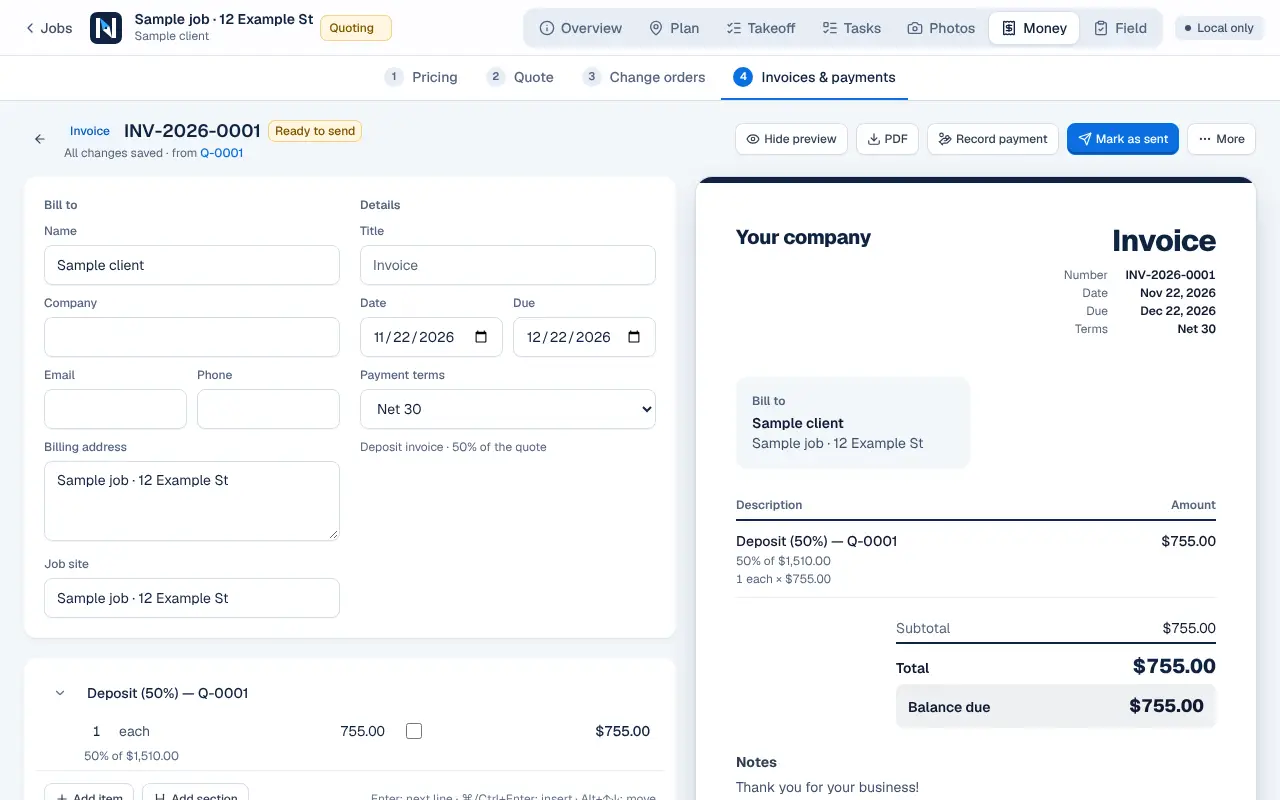 Jobs
Sample job · 12 Example St
Sample client
Quoting
Overview
Plan
Takeoff
Tasks
Photos
Money
Field
Local only
1 Pricing
2 Quote
3 Change orders
4 Invoices & payments
Invoice INV-2026-0001 Ready to send
All changes saved · from Q-0001
Hide preview
PDF
Record payment
Mark as sent
More
Bill to
Name
Sample client
Company
Email
Phone
Billing address
Sample job · 12 Example St
Job site
Sample job · 12 Example St
Details
Title
Invoice
Date
Due
11/22/2026
12/22/2026
Payment terms
Net 30
Deposit invoice · 50% of the quote
Deposit (50%) — Q-0001
1 each 755.00 $755.00
50% of $1,510.00
Add item
Add section
Enter: next line · ⌘/Ctrl+Enter: insert · Alt+↑↓: move
Your company
Invoice
Number INV-2026-0001
Date Nov 22, 2026
Due Dec 22, 2026
Terms Net 30
Bill to
Sample client
Sample job · 12 Example St
Description Amount
Deposit (50%) — Q-0001 $755.00
50% of $1,510.00
1 each × $755.00
Subtotal $755.00
Total $755.00
Balance due $755.00
Notes
Thank you for your business!